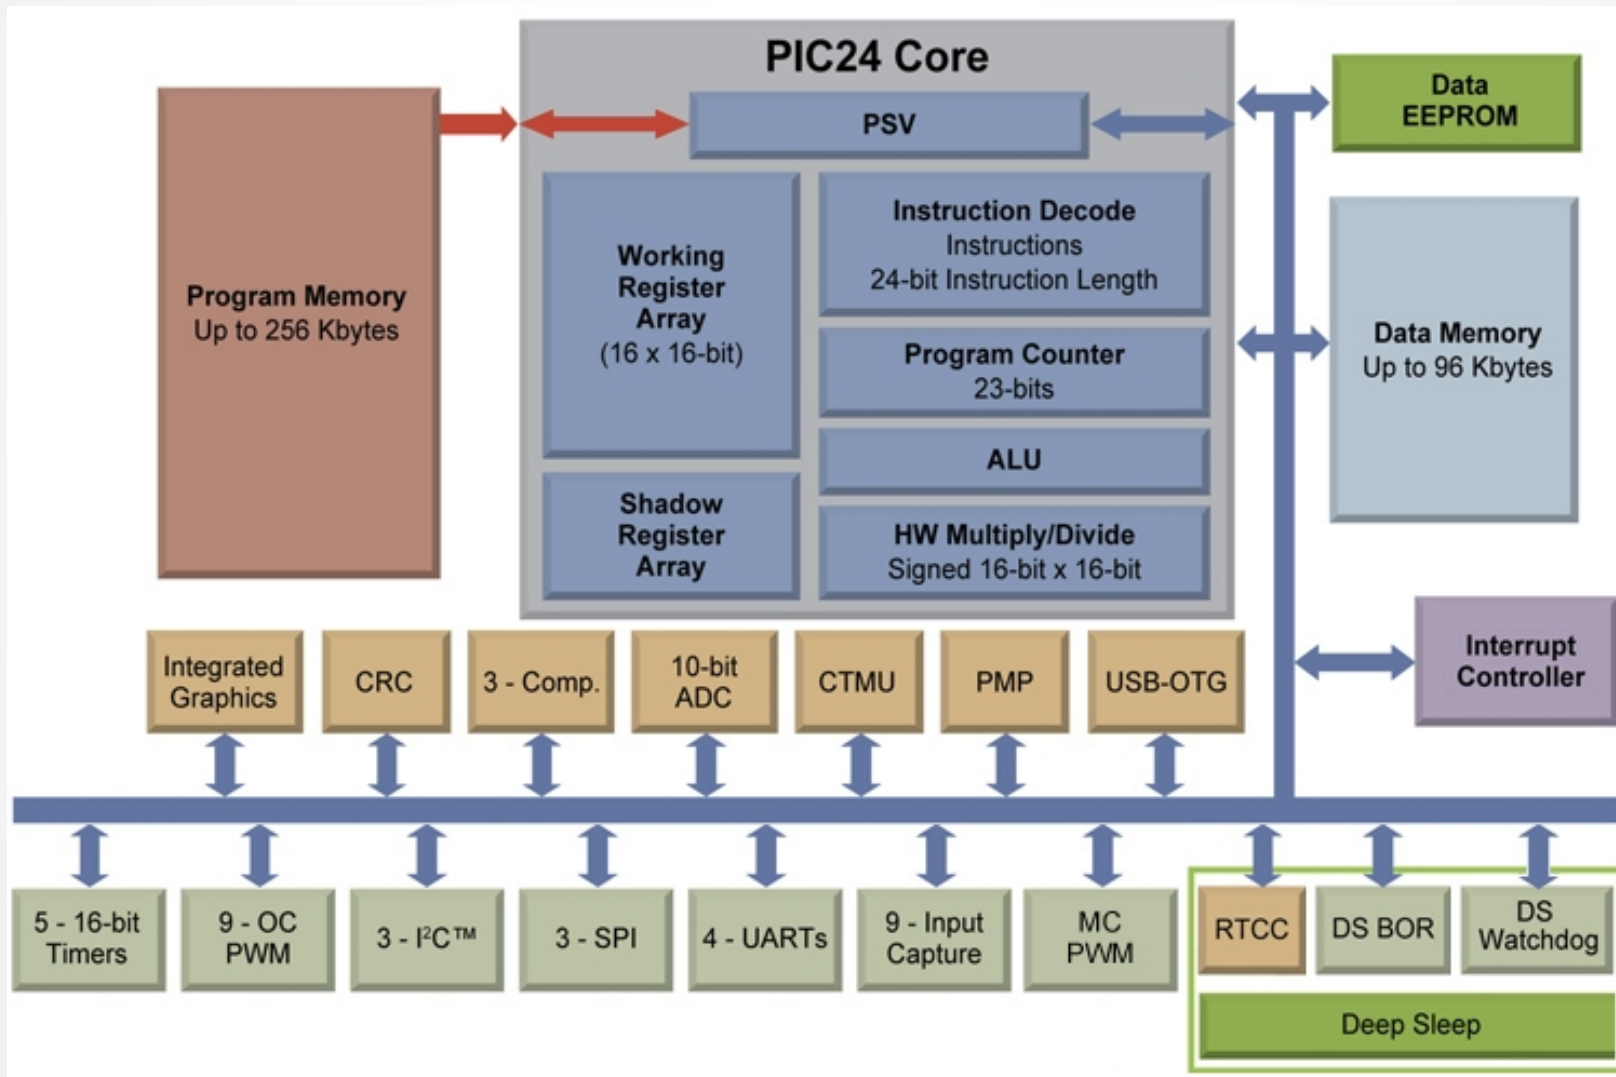 PIC24 Core
PSV
Data
EEPROM
Program Memory
Up to 256 Kbytes
Working
Register
Array
(16 x 16-bit)
Instruction Decode
Instructions
24-bit Instruction Length
Program Counter
23-bits
Data Memory
Up to 96 Kbytes
ALU
Shadow
Register
Array
HW Multiply/Divide
Signed 16-bit x 16-bit
Interrupt
Controller
Integrated
Graphics
CRC
3 - Comp.
10-bit
ADC
CTMU
PMP
USB-OTG
5 - 16-bit
Timers
9 - OC
PWM
3 - I²C™
3 - SPI
4 - UARTs
9 - Input
Capture
MC
PWM
RTCC
DS BOR
DS
Watchdog
Deep Sleep